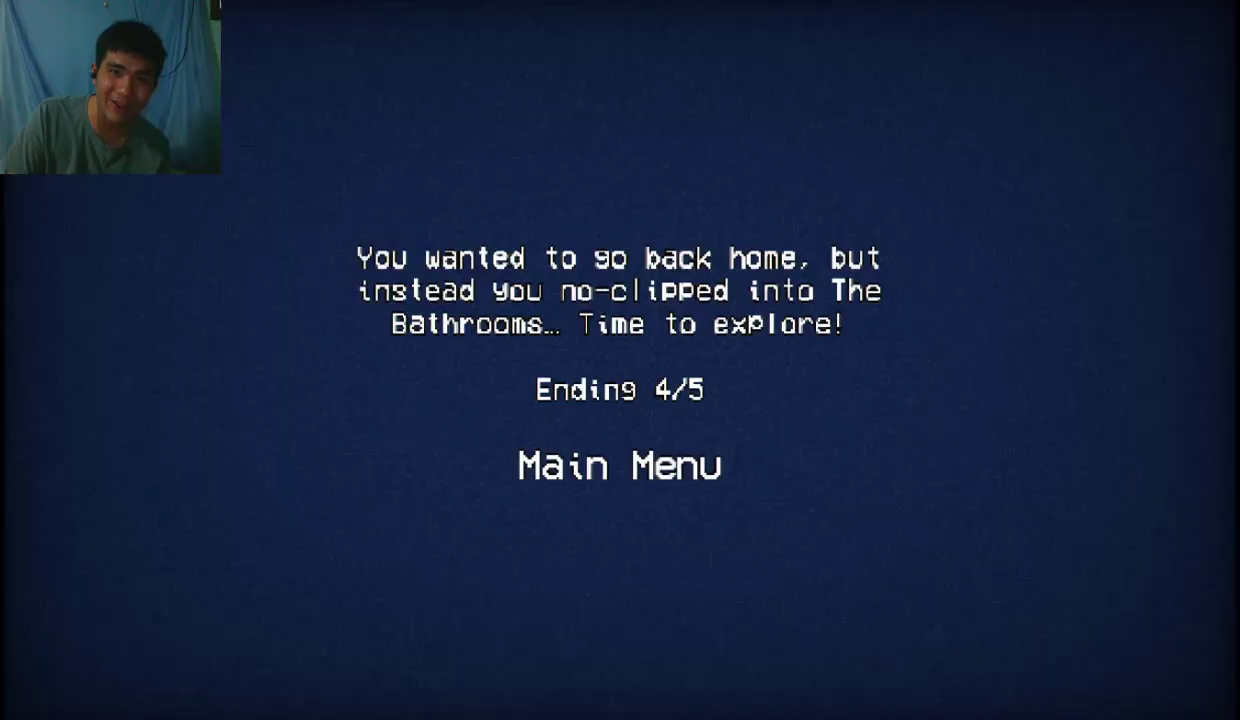 You wanted to go back home, but
instead you no-clipped into The
Bathrooms… Time to explore!
Ending 4/5
Main Menu